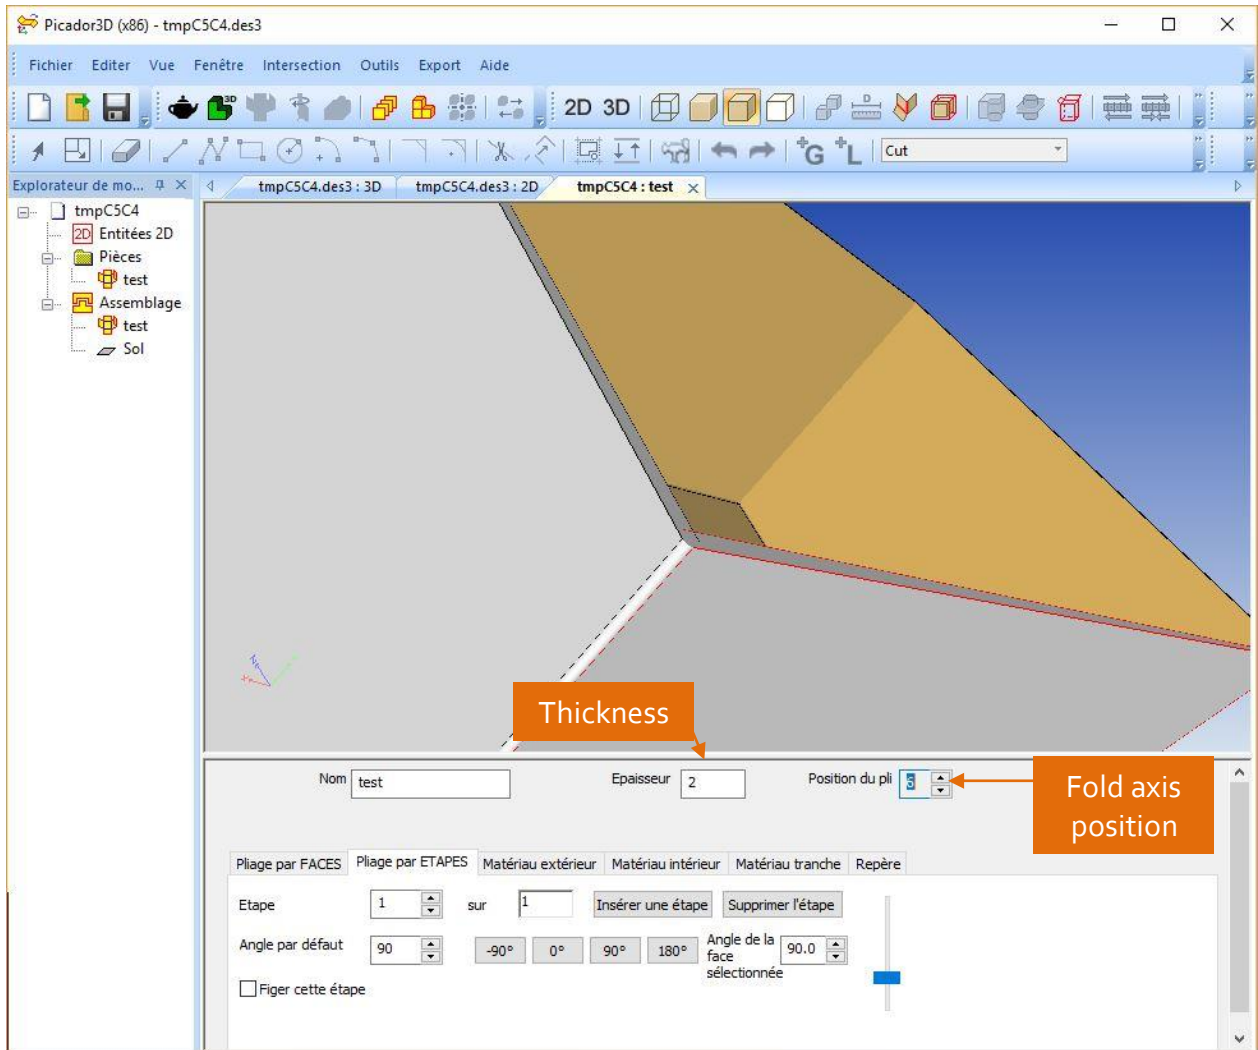 Picador3D (x86) - tmpC5C4.des3
Fichier Editer Vue Fenêtre Intersection Outils Export Aide
3D 2D 3D
+G +L Cut
Explorateur de mo...
tmpC5C4.des3 : 3D tmpC5C4.des3 : 2D tmpC5C4 : test
tmpC5C4
2D Entitées 2D
Pièces
test
Assemblage
test
Sol
Thickness
Nom test Epaisseur 2 Position du pli 5
Fold axis
position
Pliage par FACES Pliage par ETAPES Matériau extérieur Matériau intérieur Matériau tranche Repère
Etape 1 sur 1 Insérer une étape Supprimer l'étape
Angle par défaut 90 -90° 0° 90° 180° Angle de la
face
sélectionnée 90.0
Figer cette étape